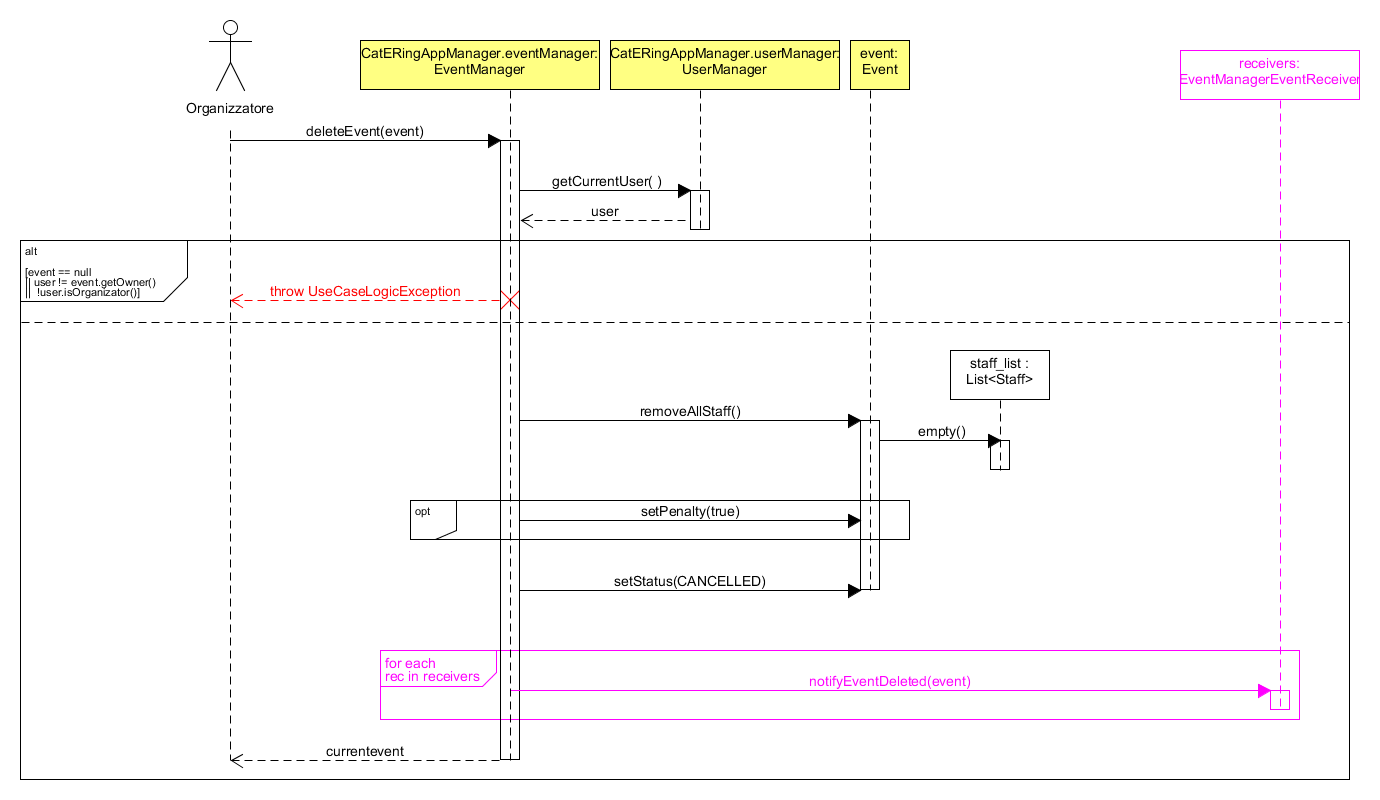 CatERingAppManager.eventManager:
EventManager
CatERingAppManager.userManager:
UserManager
event:
Event
receivers:
EventManagerEventReceiver
Organizzatore
deleteEvent(event)
getCurrentUser( )
user
alt
[event == null
|| user != event.getOwner()
|| !user.isOrganizator()]
throw UseCaseLogicException
staff_list :
List<Staff>
removeAllStaff()
empty()
opt
setPenalty(true)
setStatus(CANCELLED)
for each
rec in receivers
notifyEventDeleted(event)
currentevent